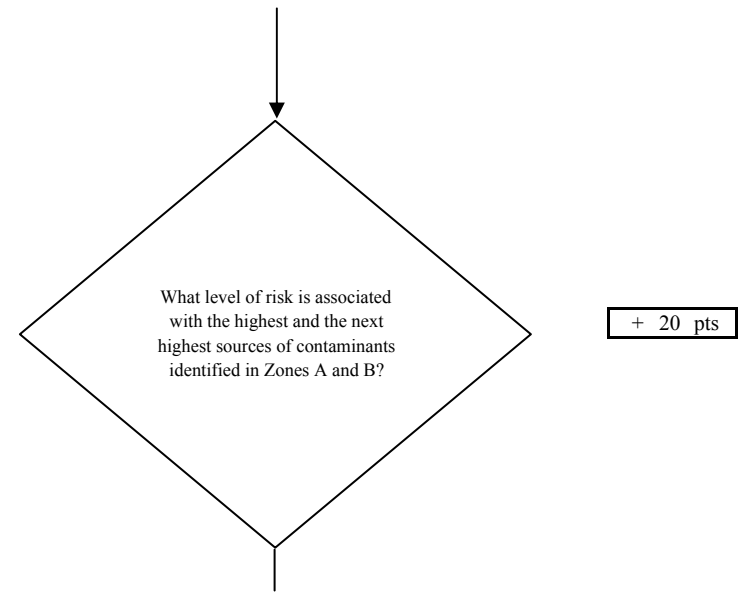 What level of risk is associated
with the highest and the next
highest sources of contaminants
identified in Zones A and B?
+ 20 pts